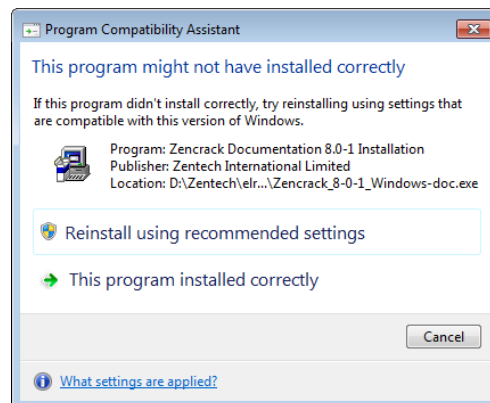 Program Compatibility Assistant
This program might not have installed correctly
If this program didn't install correctly, try reinstalling using settings that
are compatible with this version of Windows.
Program: Zencrack Documentation 8.0-1 Installation
Publisher: Zentech International Limited
Location: D:\Zentech\elr...\Zencrack_8-0-1_Windows-doc.exe
Reinstall using recommended settings
This program installed correctly
Cancel
What settings are applied?